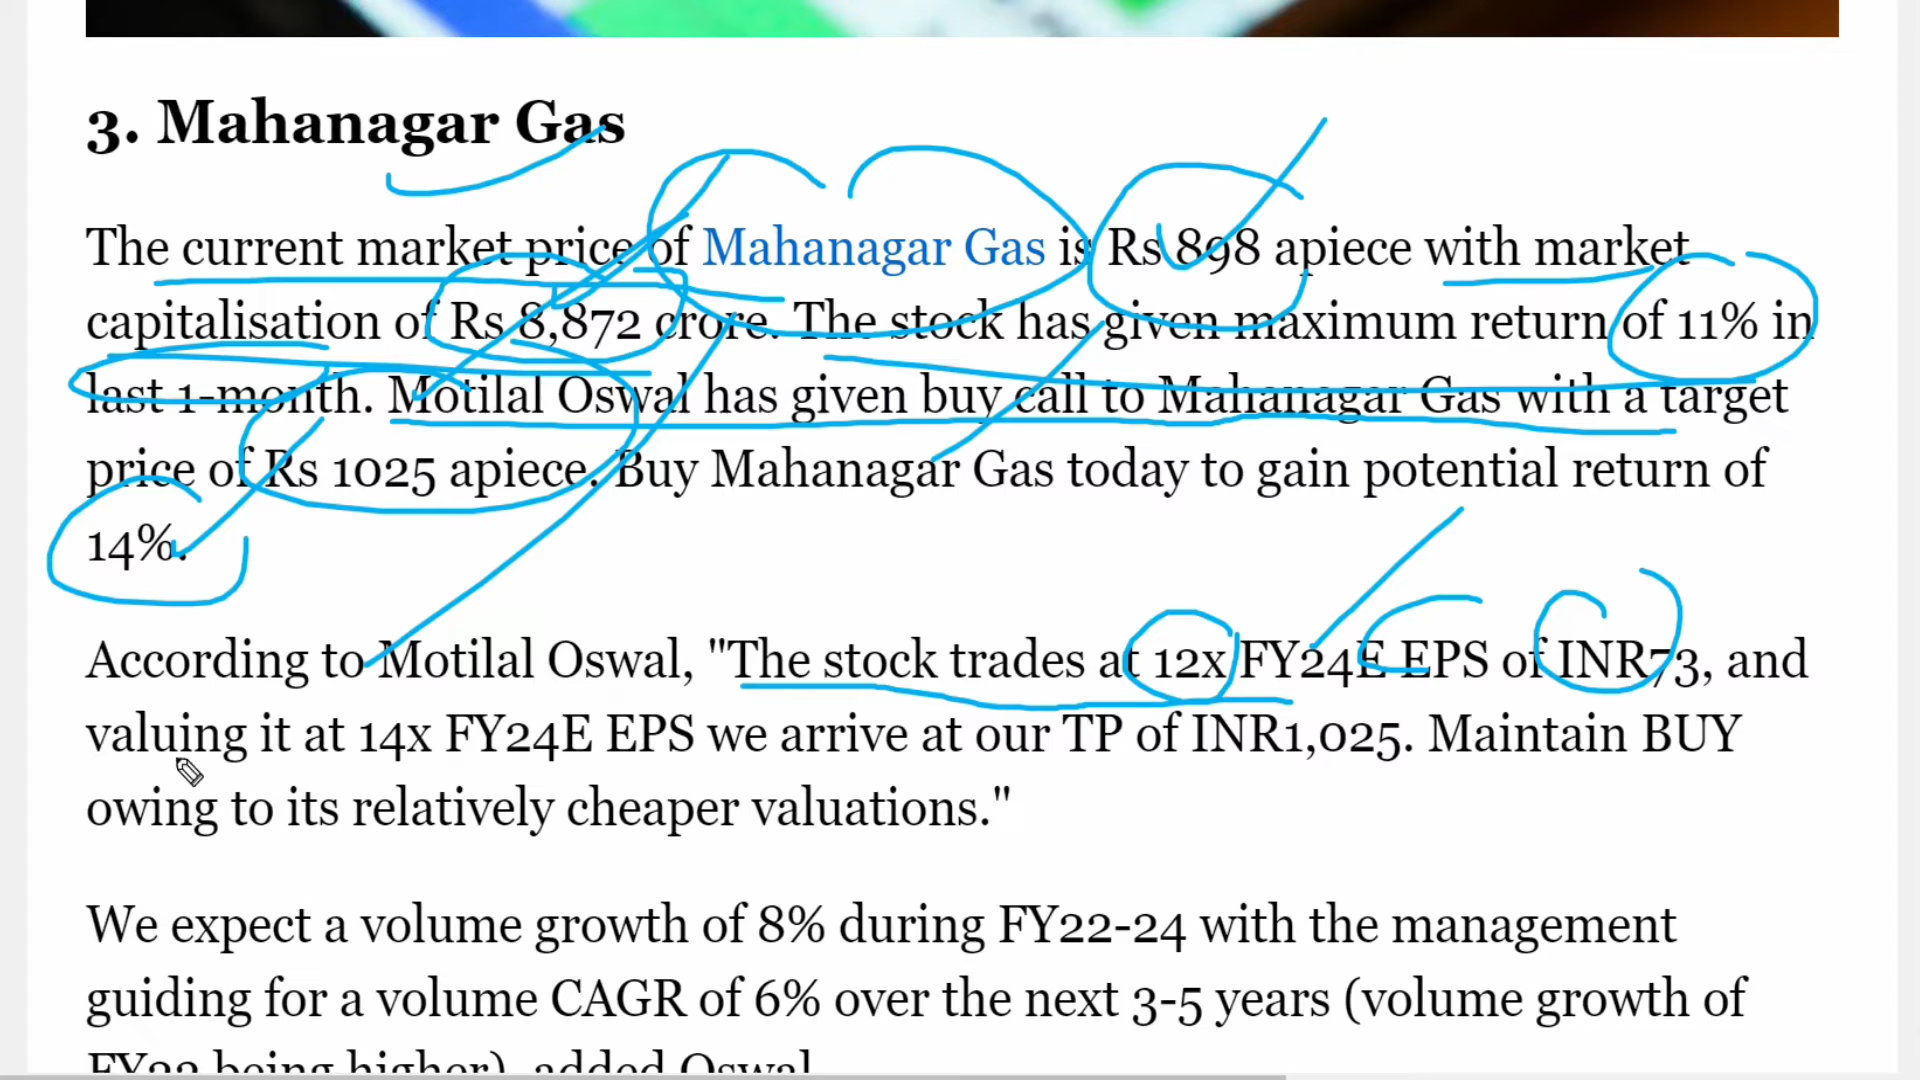 3. Mahanagar Gas
The current market price of Mahanagar Gas is Rs 898 apiece with market
capitalisation of Rs 8,872 crore. The stock has given maximum return of 11% in
last 1-month. Motilal Oswal has given buy call to Mahanagar Gas with a target
price of Rs 1025 apiece. Buy Mahanagar Gas today to gain potential return of
14%.
According to Motilal Oswal, "The stock trades at 12x FY24E EPS of INR73, and
valuing it at 14x FY24E EPS we arrive at our TP of INR1,025. Maintain BUY
owing to its relatively cheaper valuations."
We expect a volume growth of 8% during FY22-24 with the management
guiding for a volume CAGR of 6% over the next 3-5 years (volume growth of
being higher), added Oswal